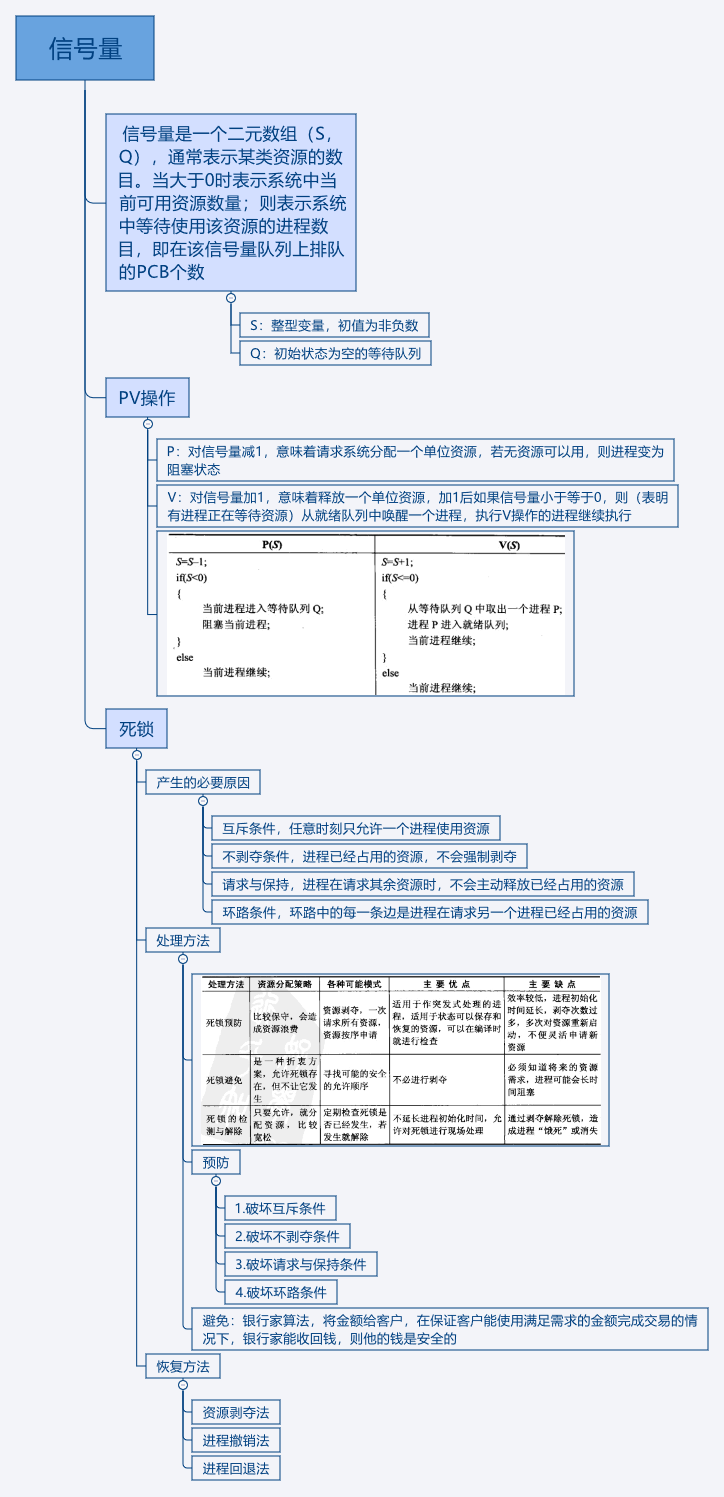 信号量
信号量是一个二元数组（S，
Q），通常表示某类资源的数
目。当大于0时表示系统中当
前可用资源数量；则表示系统
中等待使用该资源的进程数
目，即在该信号量队列上排队
的PCB个数
S：整型变量，初值为非负数
Q：初始状态为空的等待队列
PV操作
P：对信号量减1，意味着请求系统分配一个单位资源，若无资源可以用，则进程变为
阻塞状态
V：对信号量加1，意味着释放一个单位资源，加1后如果信号量小于等于0，则（表明
有进程正在等待资源）从就绪队列中唤醒一个进程，执行V操作的进程继续执行
P(S)
S=S–1;
if(S<0)
{
当前进程进入等待队列 Q;
阻塞当前进程;
}
else
当前进程继续;
V(S)
S=S+1;
if(S<=0)
{
从等待队列 Q 中取出一个进程 P;
进程 P 进入就绪队列;
当前进程继续;
}
else
当前进程继续;
死锁
产生的必要原因
互斥条件，任意时刻只允许一个进程使用资源
不剥夺条件，进程已经占用的资源，不会强制剥夺
请求与保持，进程在请求其余资源时，不会主动释放已经占用的资源
环路条件，环路中的每一条边是进程在请求另一个进程已经占用的资源
处理方法
处理方法 资源分配策略 各种可能模式 主 要 优 点 主 要 缺 点
死锁预防
比较保守，会造
成资源浪费
资源剥夺，一次
请求所有资源，
资源按序申请
适用于作突发式处理的进
程，适用于状态可以保存和
恢复的资源，可以在编译时
就进行检查
效率较低，进程初始化
时间延长，剥夺次数过
多，多次对资源重新启
动，不便灵活申请新
资源
死锁避免
是一种折衷方
案，允许死锁存
在，但不让它发
生
寻找可能的安全
的允许顺序
不必进行剥夺
必须知道将来的资源
需求，进程可能会长时
间阻塞
死锁的检
测与解除
只要允许，就分
配资源，比较
宽松
定期检查死锁是
否已经发生，若
发生就解除
不延长进程初始化时间，允
许对死锁进行现场处理
通过剥夺解除死锁，造
成进程“饿死”或消失
预防
1.破坏互斥条件
2.破坏不剥夺条件
3.破坏请求与保持条件
4.破坏环路条件
避免：银行家算法，将金额给客户，在保证客户能使用满足需求的金额完成交易的情
况下，银行家能收回钱，则他的钱是安全的
恢复方法
资源剥夺法
进程撤销法
进程回退法